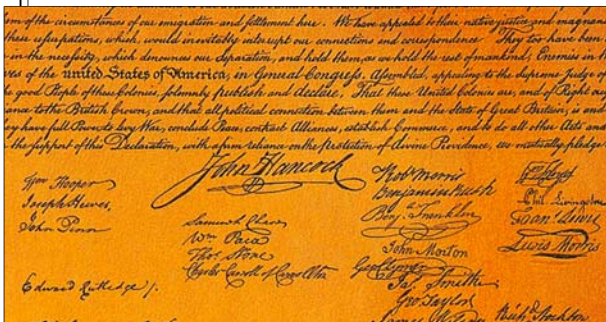 tem of the circumstances of our emigration and settlement here. We have appealed to their native justice and magnan
these usurpations, which, would inevitably interrupt our connections and correspondence They too have been
in the necessity, which denounces our Separation, and hold them, as we hold the rest of mankind, Enemies in
ves of the united States of America, in General Congress, Assembled, appealing to the Supreme Judge of
he good People of these Colonies, solemnly publish and declare, That these United Colonies are, and of Right
ance to the British Crown, and that all political connection between them and the State of Great Britain, is and
they have full Power to levy War, conclude Peace, contract Alliances, establish Commerce, and to do all other Acts and
the support of this Declaration, with a firm reliance on the Protection of divine Providence, we mutually pledge
John Hancock
Wm Hooper
Joseph Hewes,
John Penn
Edward Rutledge /.
Samuel Chase
Wm Paca
Thos Stone
Charles Carroll of Carrollton
Robt Morris
Benjamin Rush
Benj. Franklin
John Morton
Geo Clymer
Jas. Smith
Geo. Taylor
Phil. Livingston
Frans. Lewis
Lewis Morris
Richd Stockton